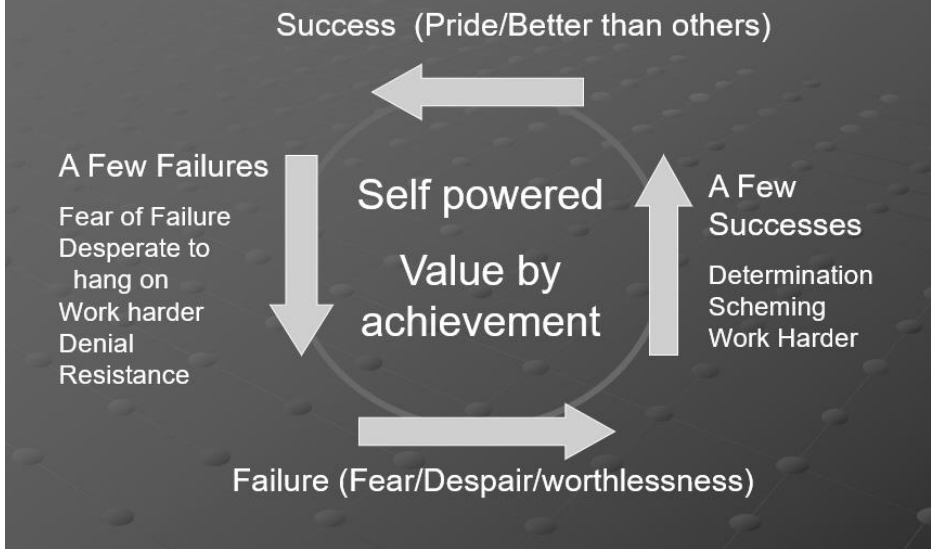 Success (Pride/Better than others)
A Few Failures
Fear of Failure
Desperate to
hang on
Work harder
Denial
Resistance
Self powered
Value by
achievement
A Few
Successes
Determination
Scheming
Work Harder
Failure (Fear/Despair/worthlessness)